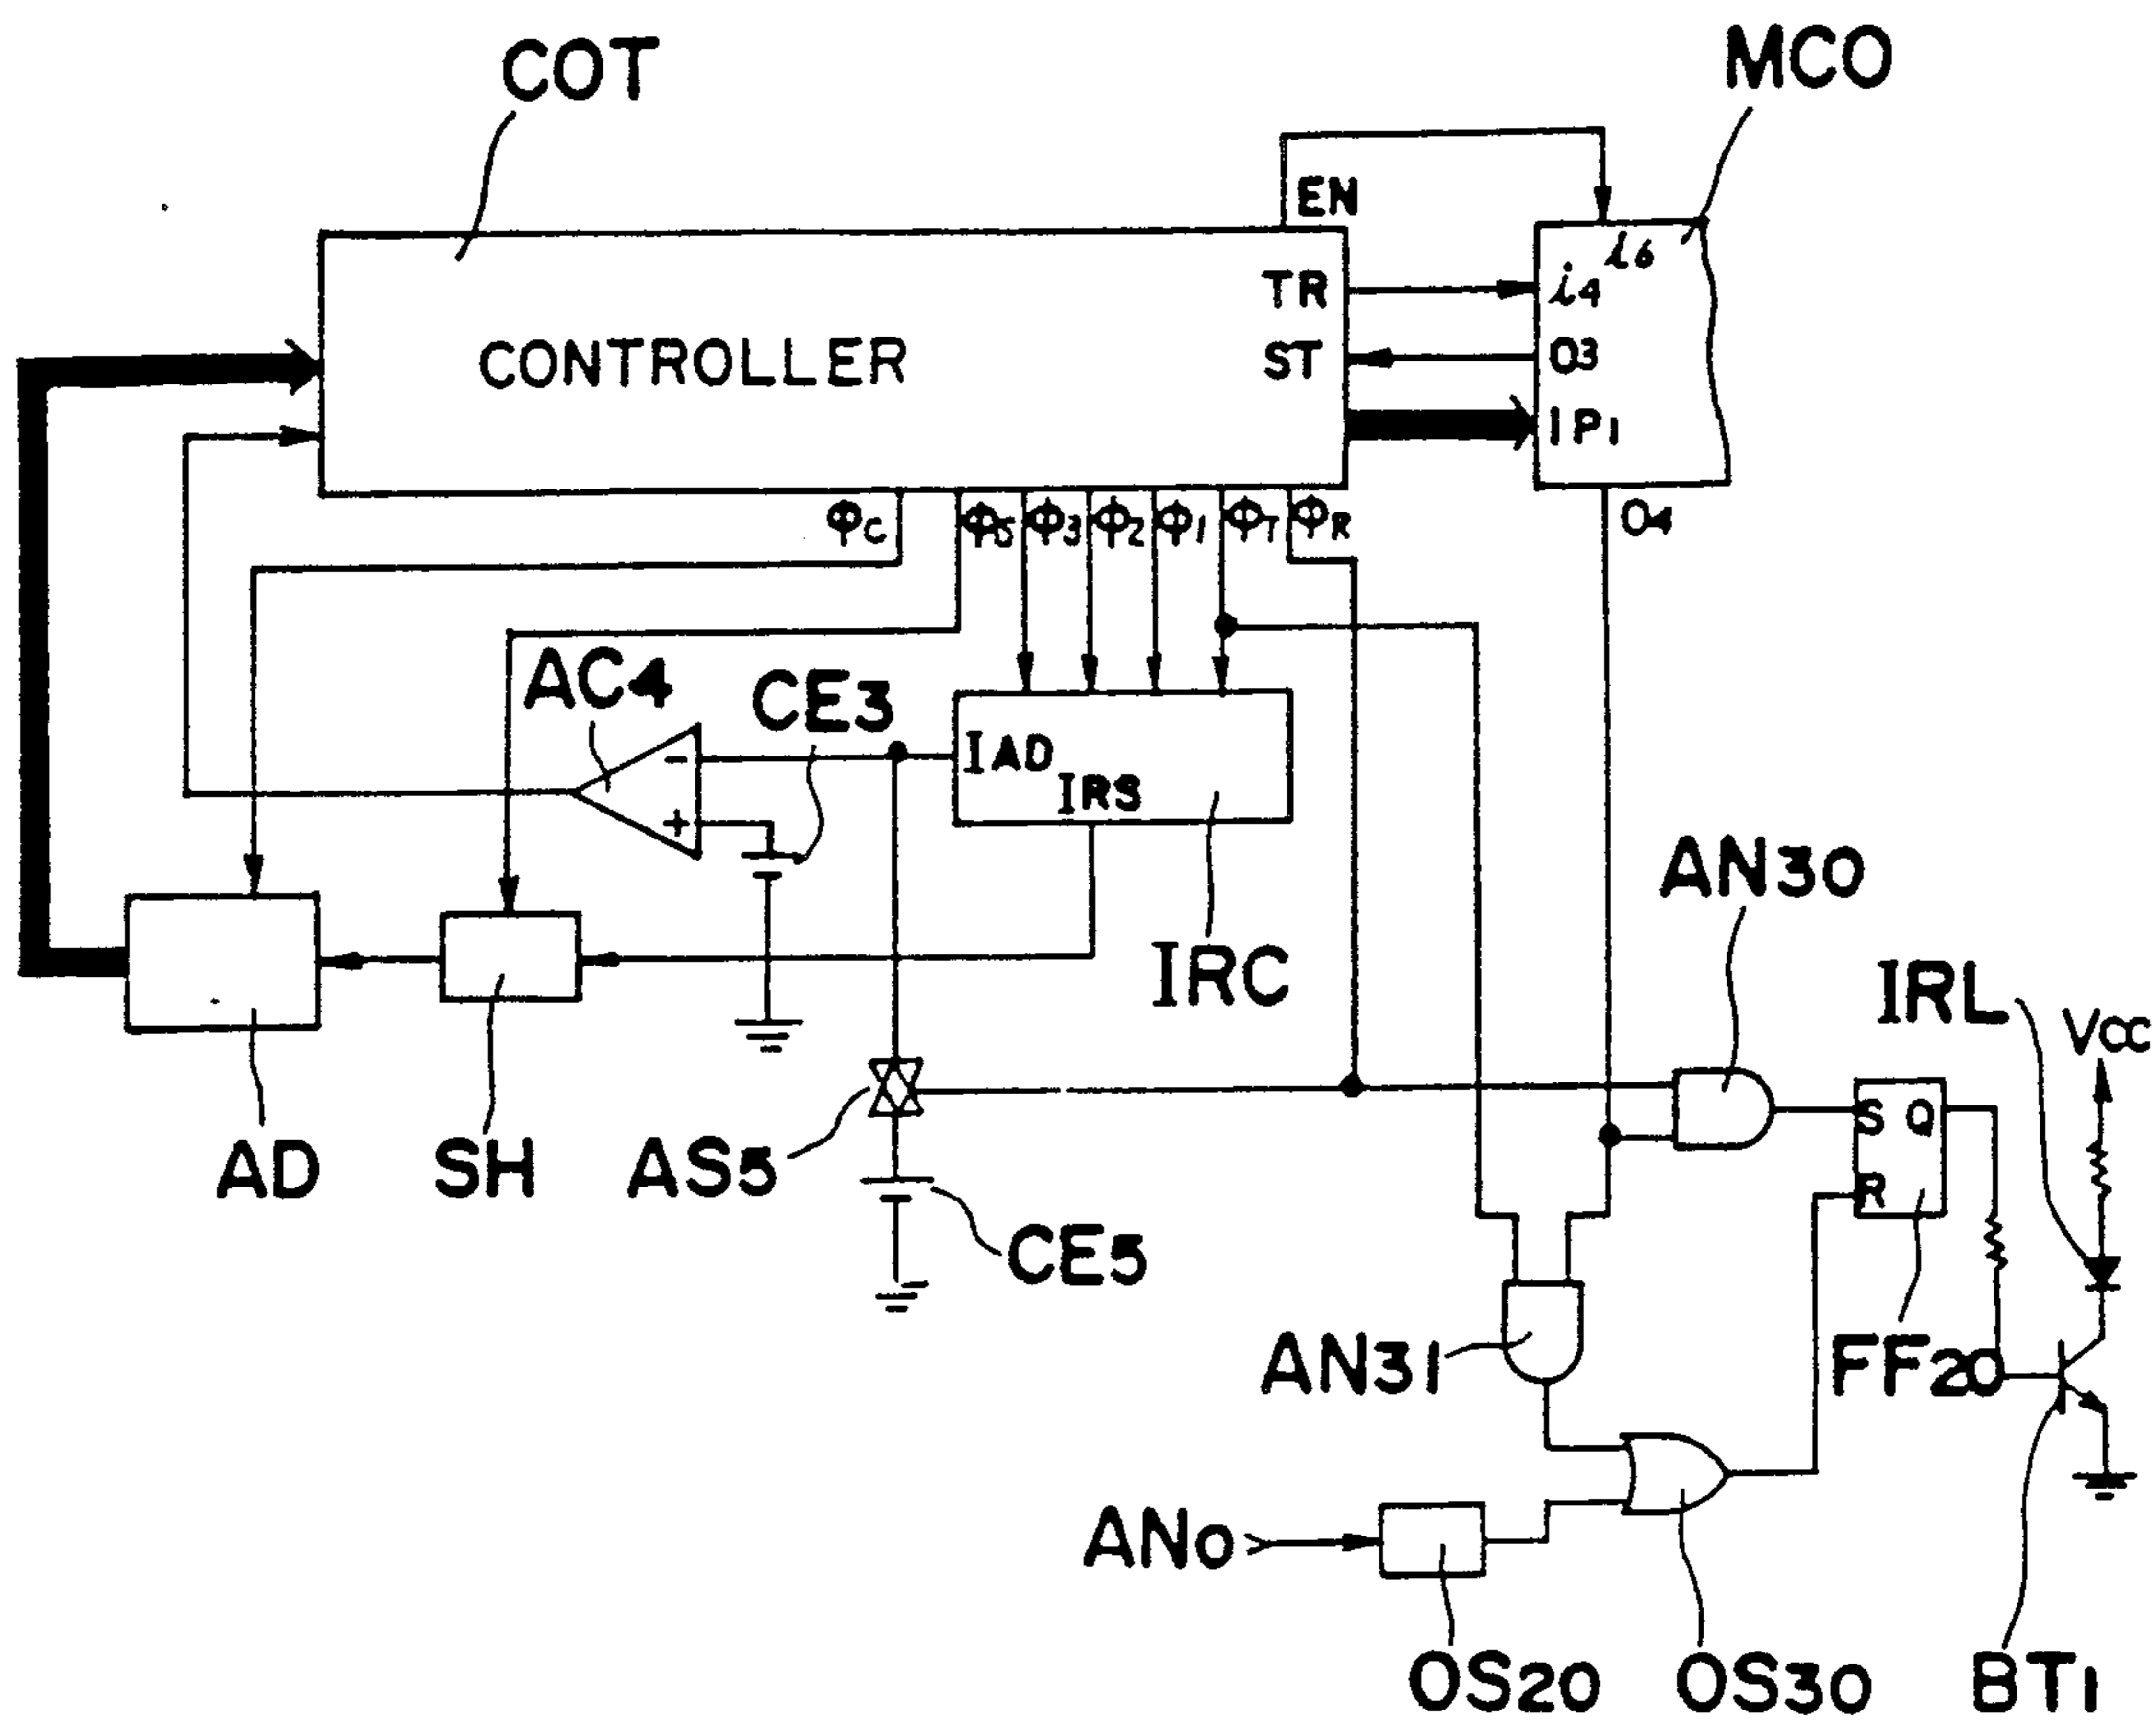 COT
MCO
EN
i6
TR
i4
CONTROLLER
ST
O3
IP1
ΦC
ΦS
Φ3
Φ2
Φ1
ΦT
ΦR
O4
AC4
CE3
IAD
IRS
-
+
AN30
IRC
IRL
Vcc
S
Q
AD
SH
AS5
R
CE5
AN31
FF20
ANo
OS20
OS30
BT1